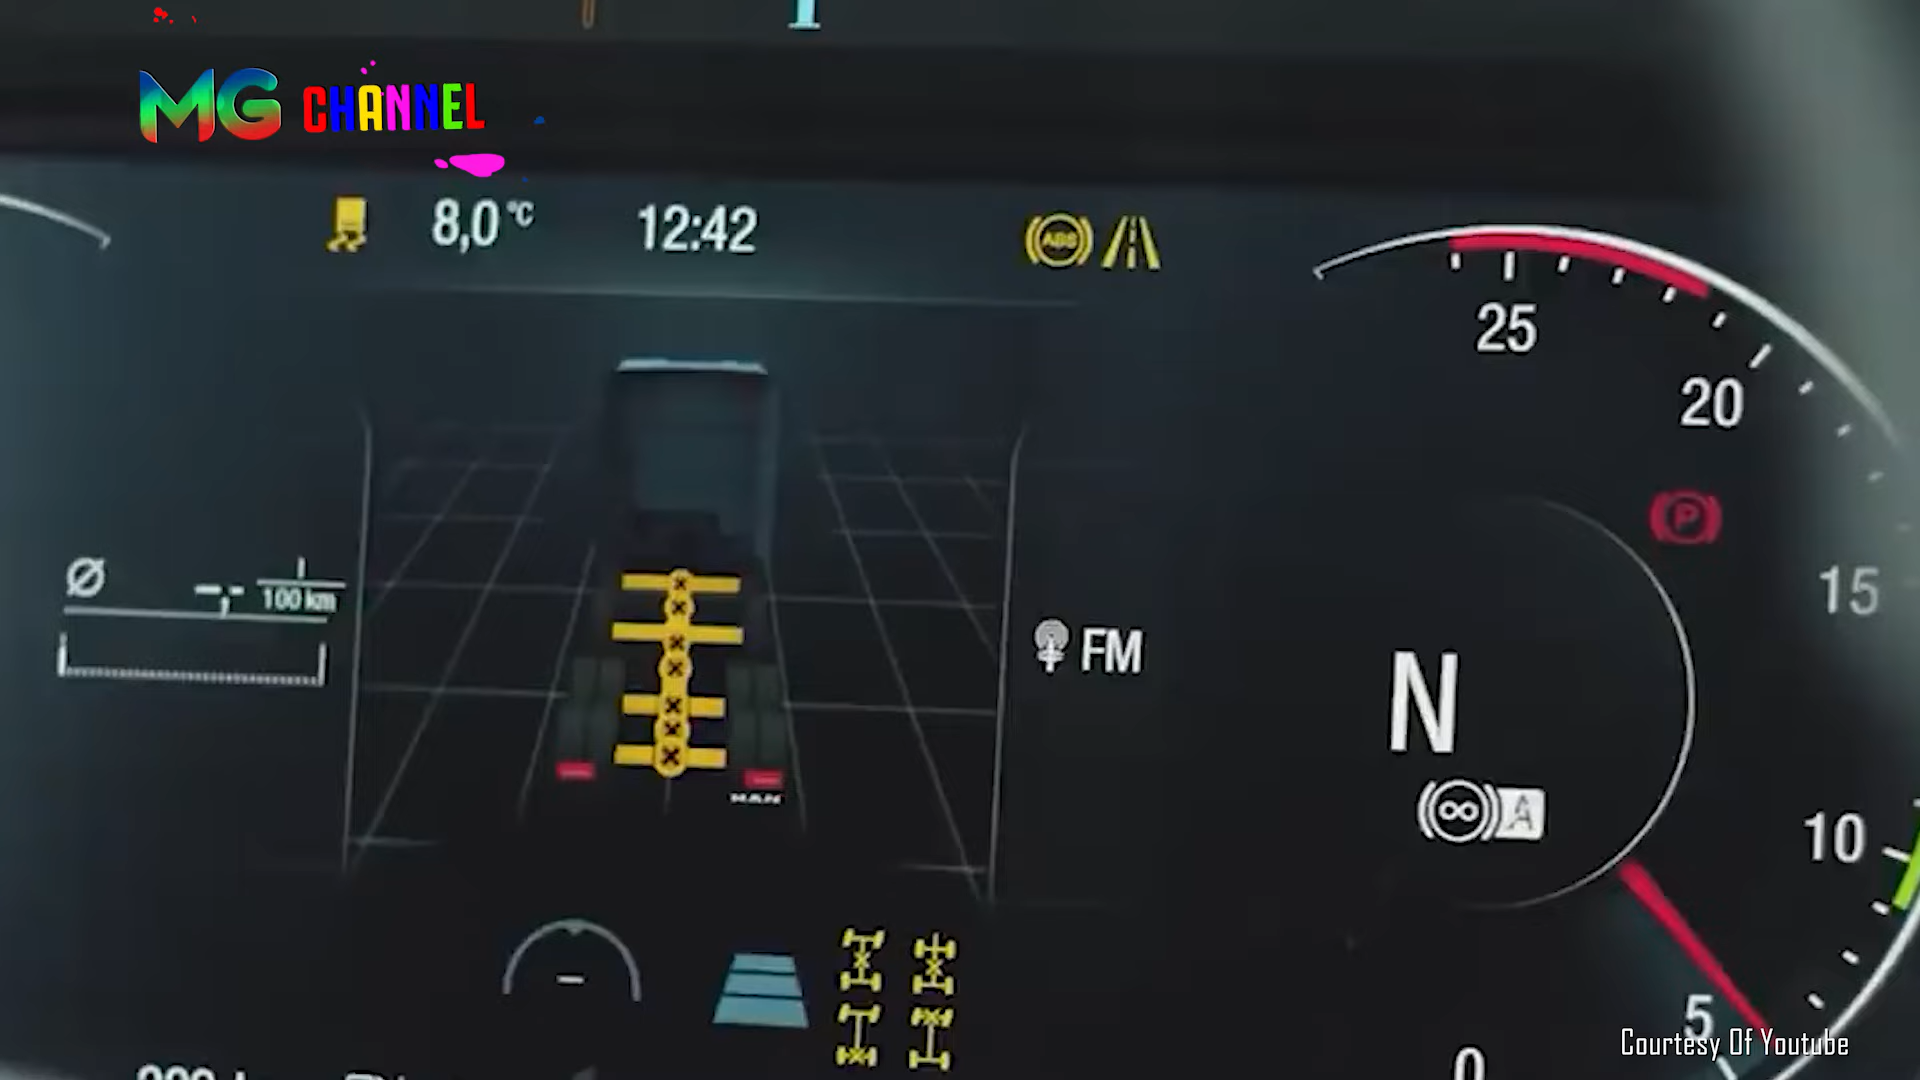 MG CHANNEL
8,0 °C
12:42
ABS
25
20
P
15
Ø -,- l
100 km
FM
N
A
MAN
10
5
0
Courtesy Of Youtube